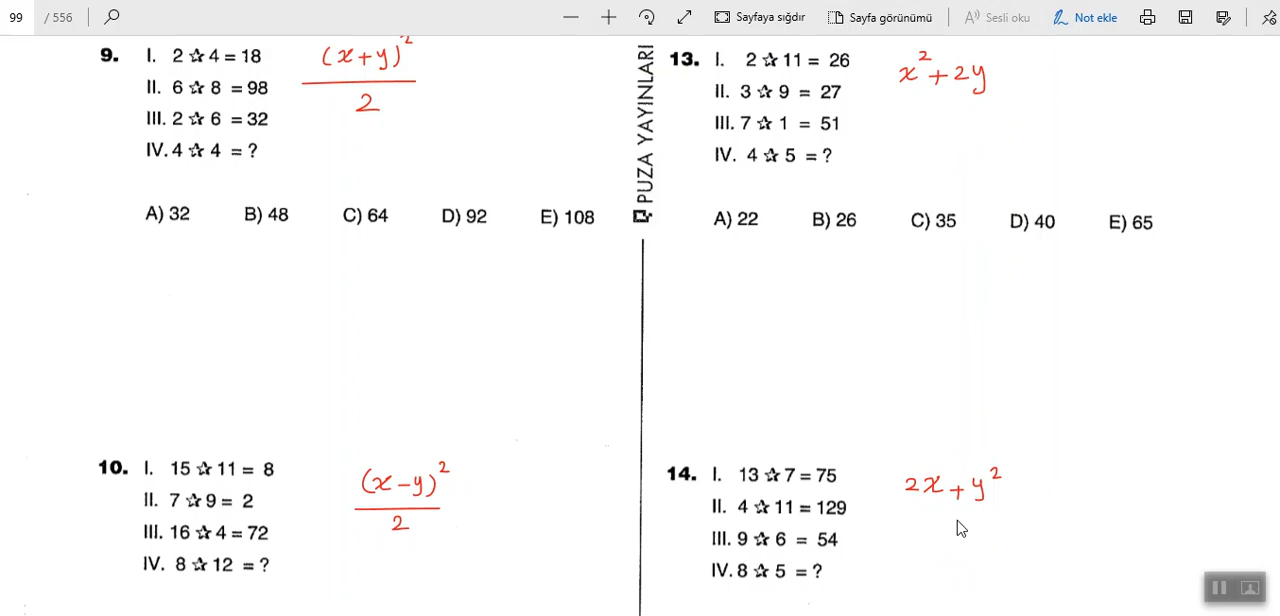 99 / 556 Sayfaya sığdır Sayfa görünümü Sesli oku Not ekle
9. I. 2 ☆ 4 = 18
II. 6 ☆ 8 = 98
III. 2 ☆ 6 = 32
IV. 4 ☆ 4 = ?
(x+y)²
2
A) 32 B) 48 C) 64 D) 92 E) 108
10. I. 15 ☆ 11 = 8
II. 7 ☆ 9 = 2
III. 16 ☆ 4 = 72
IV. 8 ☆ 12 = ?
(x-y)²
2
PUZA YAYINLARI
13. I. 2 ☆ 11 = 26
II. 3 ☆ 9 = 27
III. 7 ☆ 1 = 51
IV. 4 ☆ 5 = ?
x²+2y
A) 22 B) 26 C) 35 D) 40 E) 65
14. I. 13 ☆ 7 = 75
II. 4 ☆ 11 = 129
III. 9 ☆ 6 = 54
IV. 8 ☆ 5 = ?
2x+y²